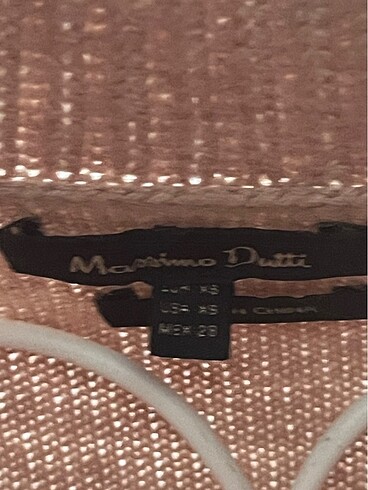 Massimo Dutti
EUR XS
USA XS
MEX 28